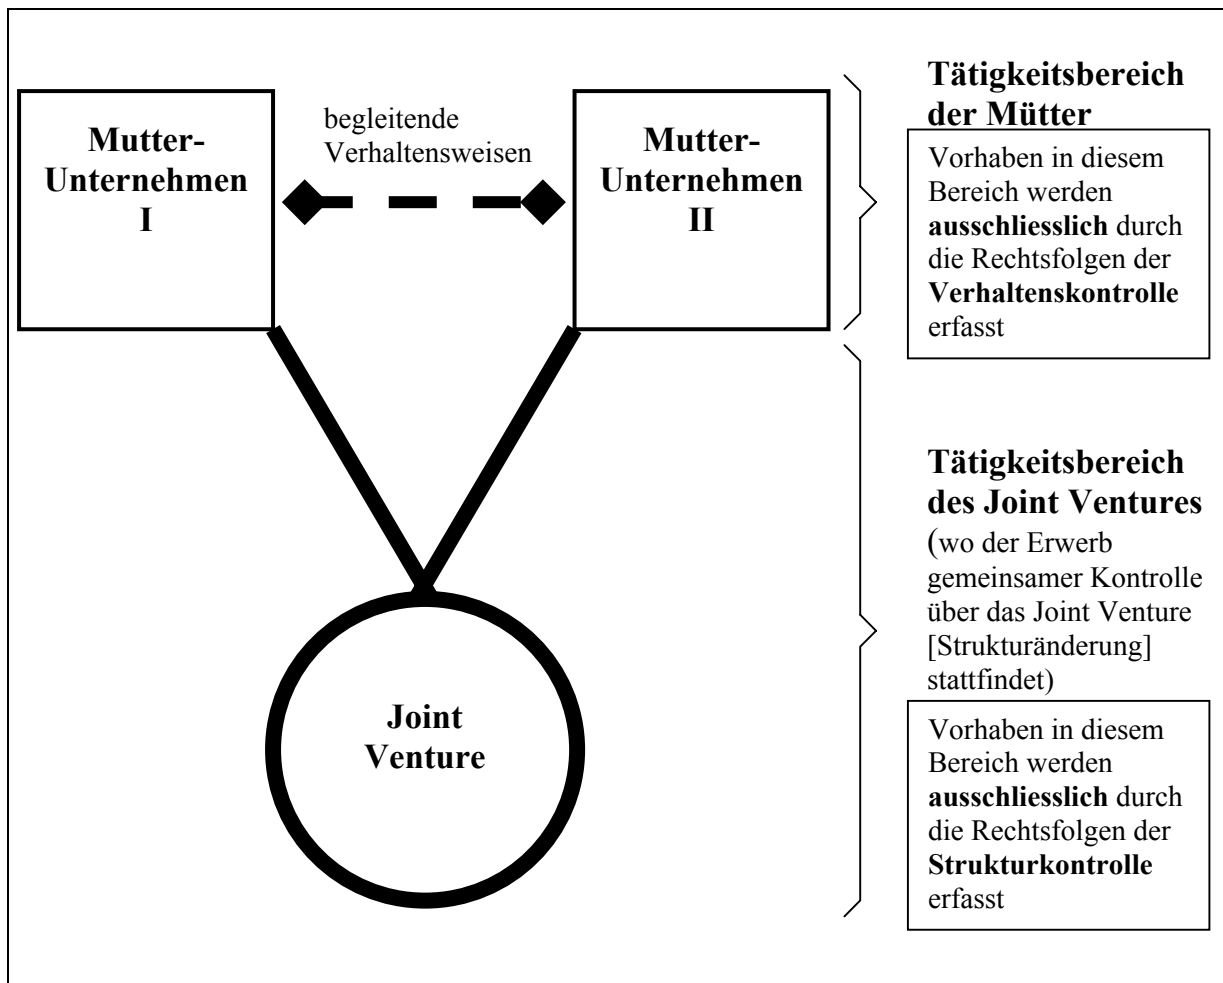 Mutter-
Unternehmen
I
begleitende
Verhaltensweisen
Mutter-
Unternehmen
II
Tätigkeitsbereich
der Mütter
Vorhaben in diesem
Bereich werden
ausschliesslich durch
die Rechtsfolgen der
Verhaltenskontrolle
erfasst
Joint
Venture
Tätigkeitsbereich
des Joint Ventures
(wo der Erwerb
gemeinsamer Kontrolle
über das Joint Venture
[Strukturänderung]
stattfindet)
Vorhaben in diesem
Bereich werden
ausschliesslich durch
die Rechtsfolgen der
Strukturkontrolle
erfasst